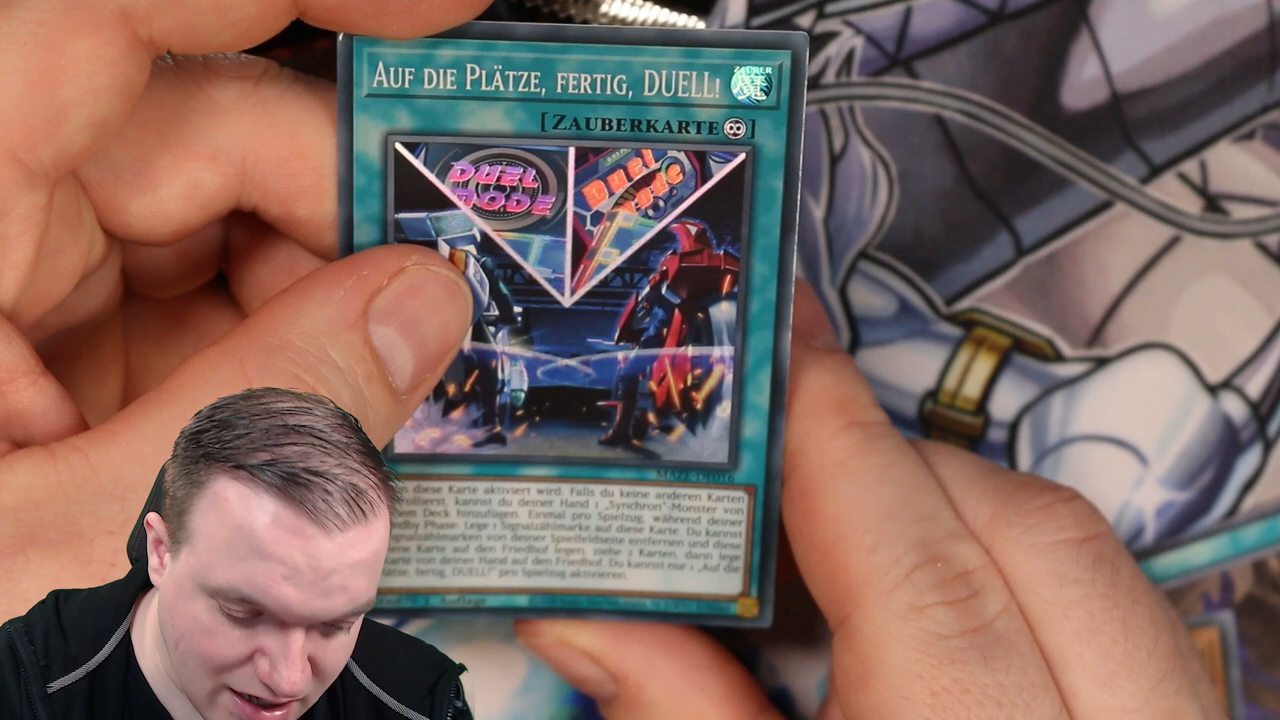 AUF DIE PLÄTZE, FERTIG, DUELL!
ZAUBER
魔
[ZAUBERKARTE]
DUEL
MODE
DUEL
MODE
MAZE-DE016
diese Karte aktiviert wird: Falls du keine anderen Karten
kannst du deiner Hand 1 „Synchron“-Monster von
Deck hinzufügen. Einmal pro Spielzug, während deiner
Phase: Lege 1 Signalzählmarke auf diese Karte. Du kannst
Signalzählmarken von deiner Spielfeldseite entfernen und diese
Karte auf den Friedhof legen; ziehe 2 Karten, dann lege
Karte von deiner Hand auf den Friedhof. Du kannst nur 1 „Auf die
fertig, DUELL!“ pro Spielzug aktivieren.
Auflage